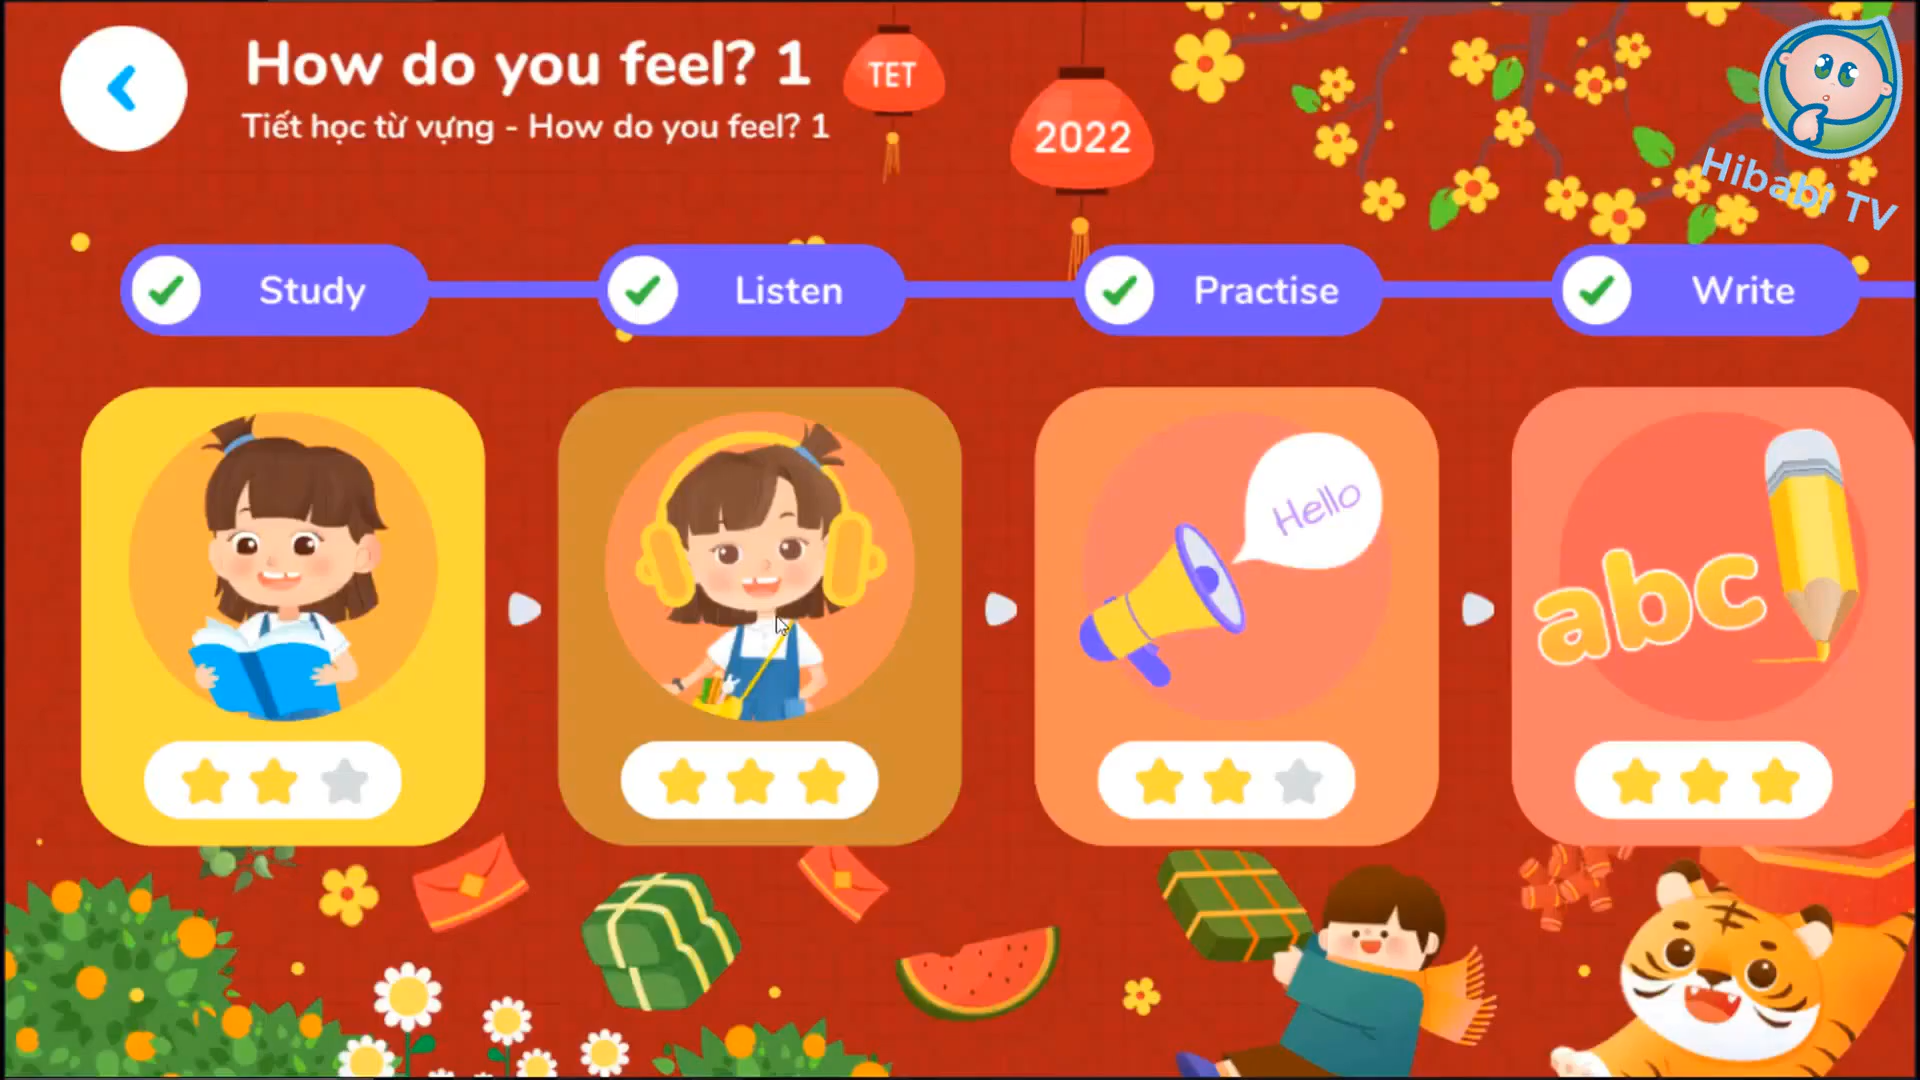 How do you feel? 1
Tiết học từ vựng - How do you feel? 1
TET
2022
Hibabi TV
Study
Listen
Practise
Write
Hello
abc